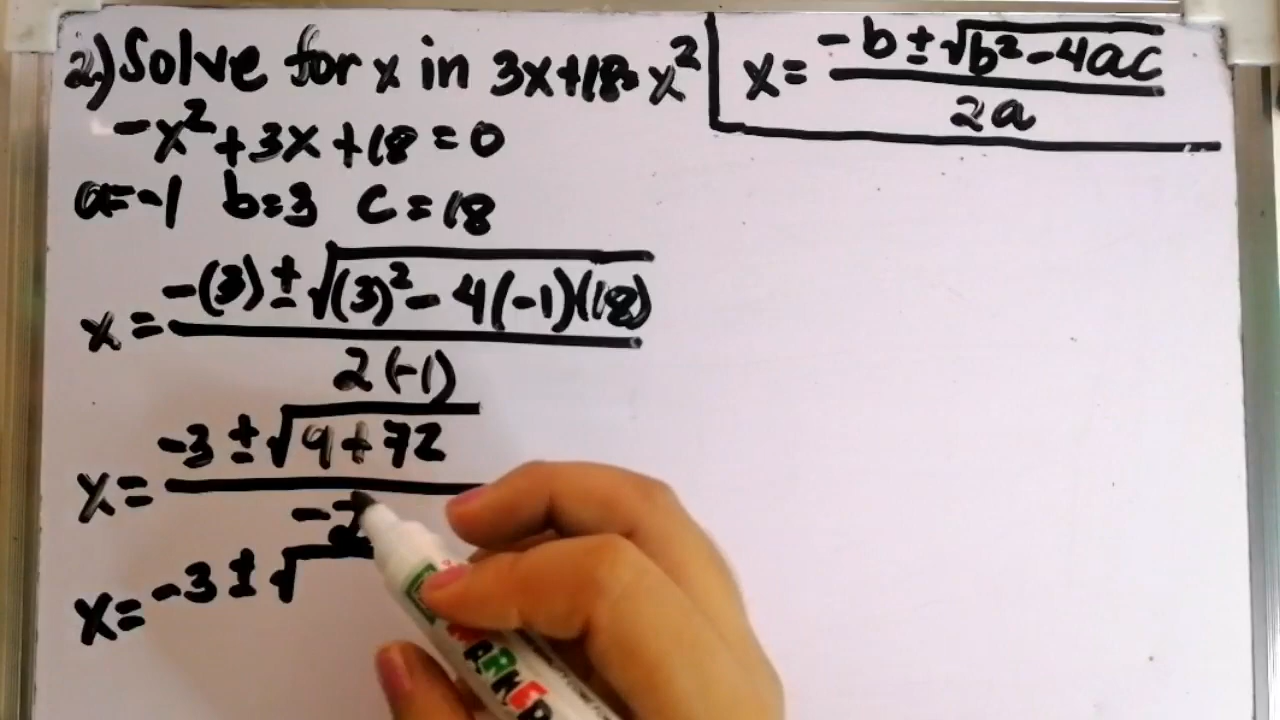 2.) Solve for x in 3x+18=x²
x = -b ± √b² - 4ac / 2a
-x² + 3x + 18 = 0
a=-1 b=3 c=18
x = -(3) ± √(3)² - 4(-1)(18) / 2(-1)
x = -3 ± √9+72 / -2
x = -3 ± √